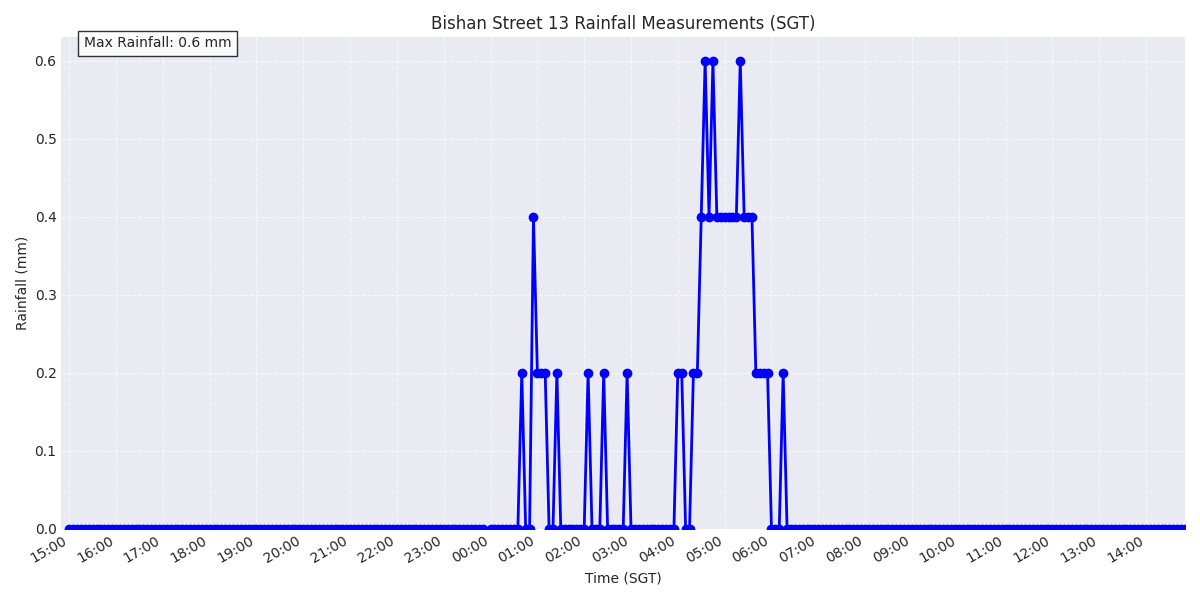 Bishan Street 13 Rainfall Measurements (SGT)
Max Rainfall: 0.6 mm
0.6
0.5
0.4
0.3
0.2
0.1
0.0
Rainfall (mm)
15:00 16:00 17:00 18:00 19:00 20:00 21:00 22:00 23:00 00:00 01:00 02:00 03:00 04:00 05:00 06:00 07:00 08:00 09:00 10:00 11:00 12:00 13:00 14:00
Time (SGT)